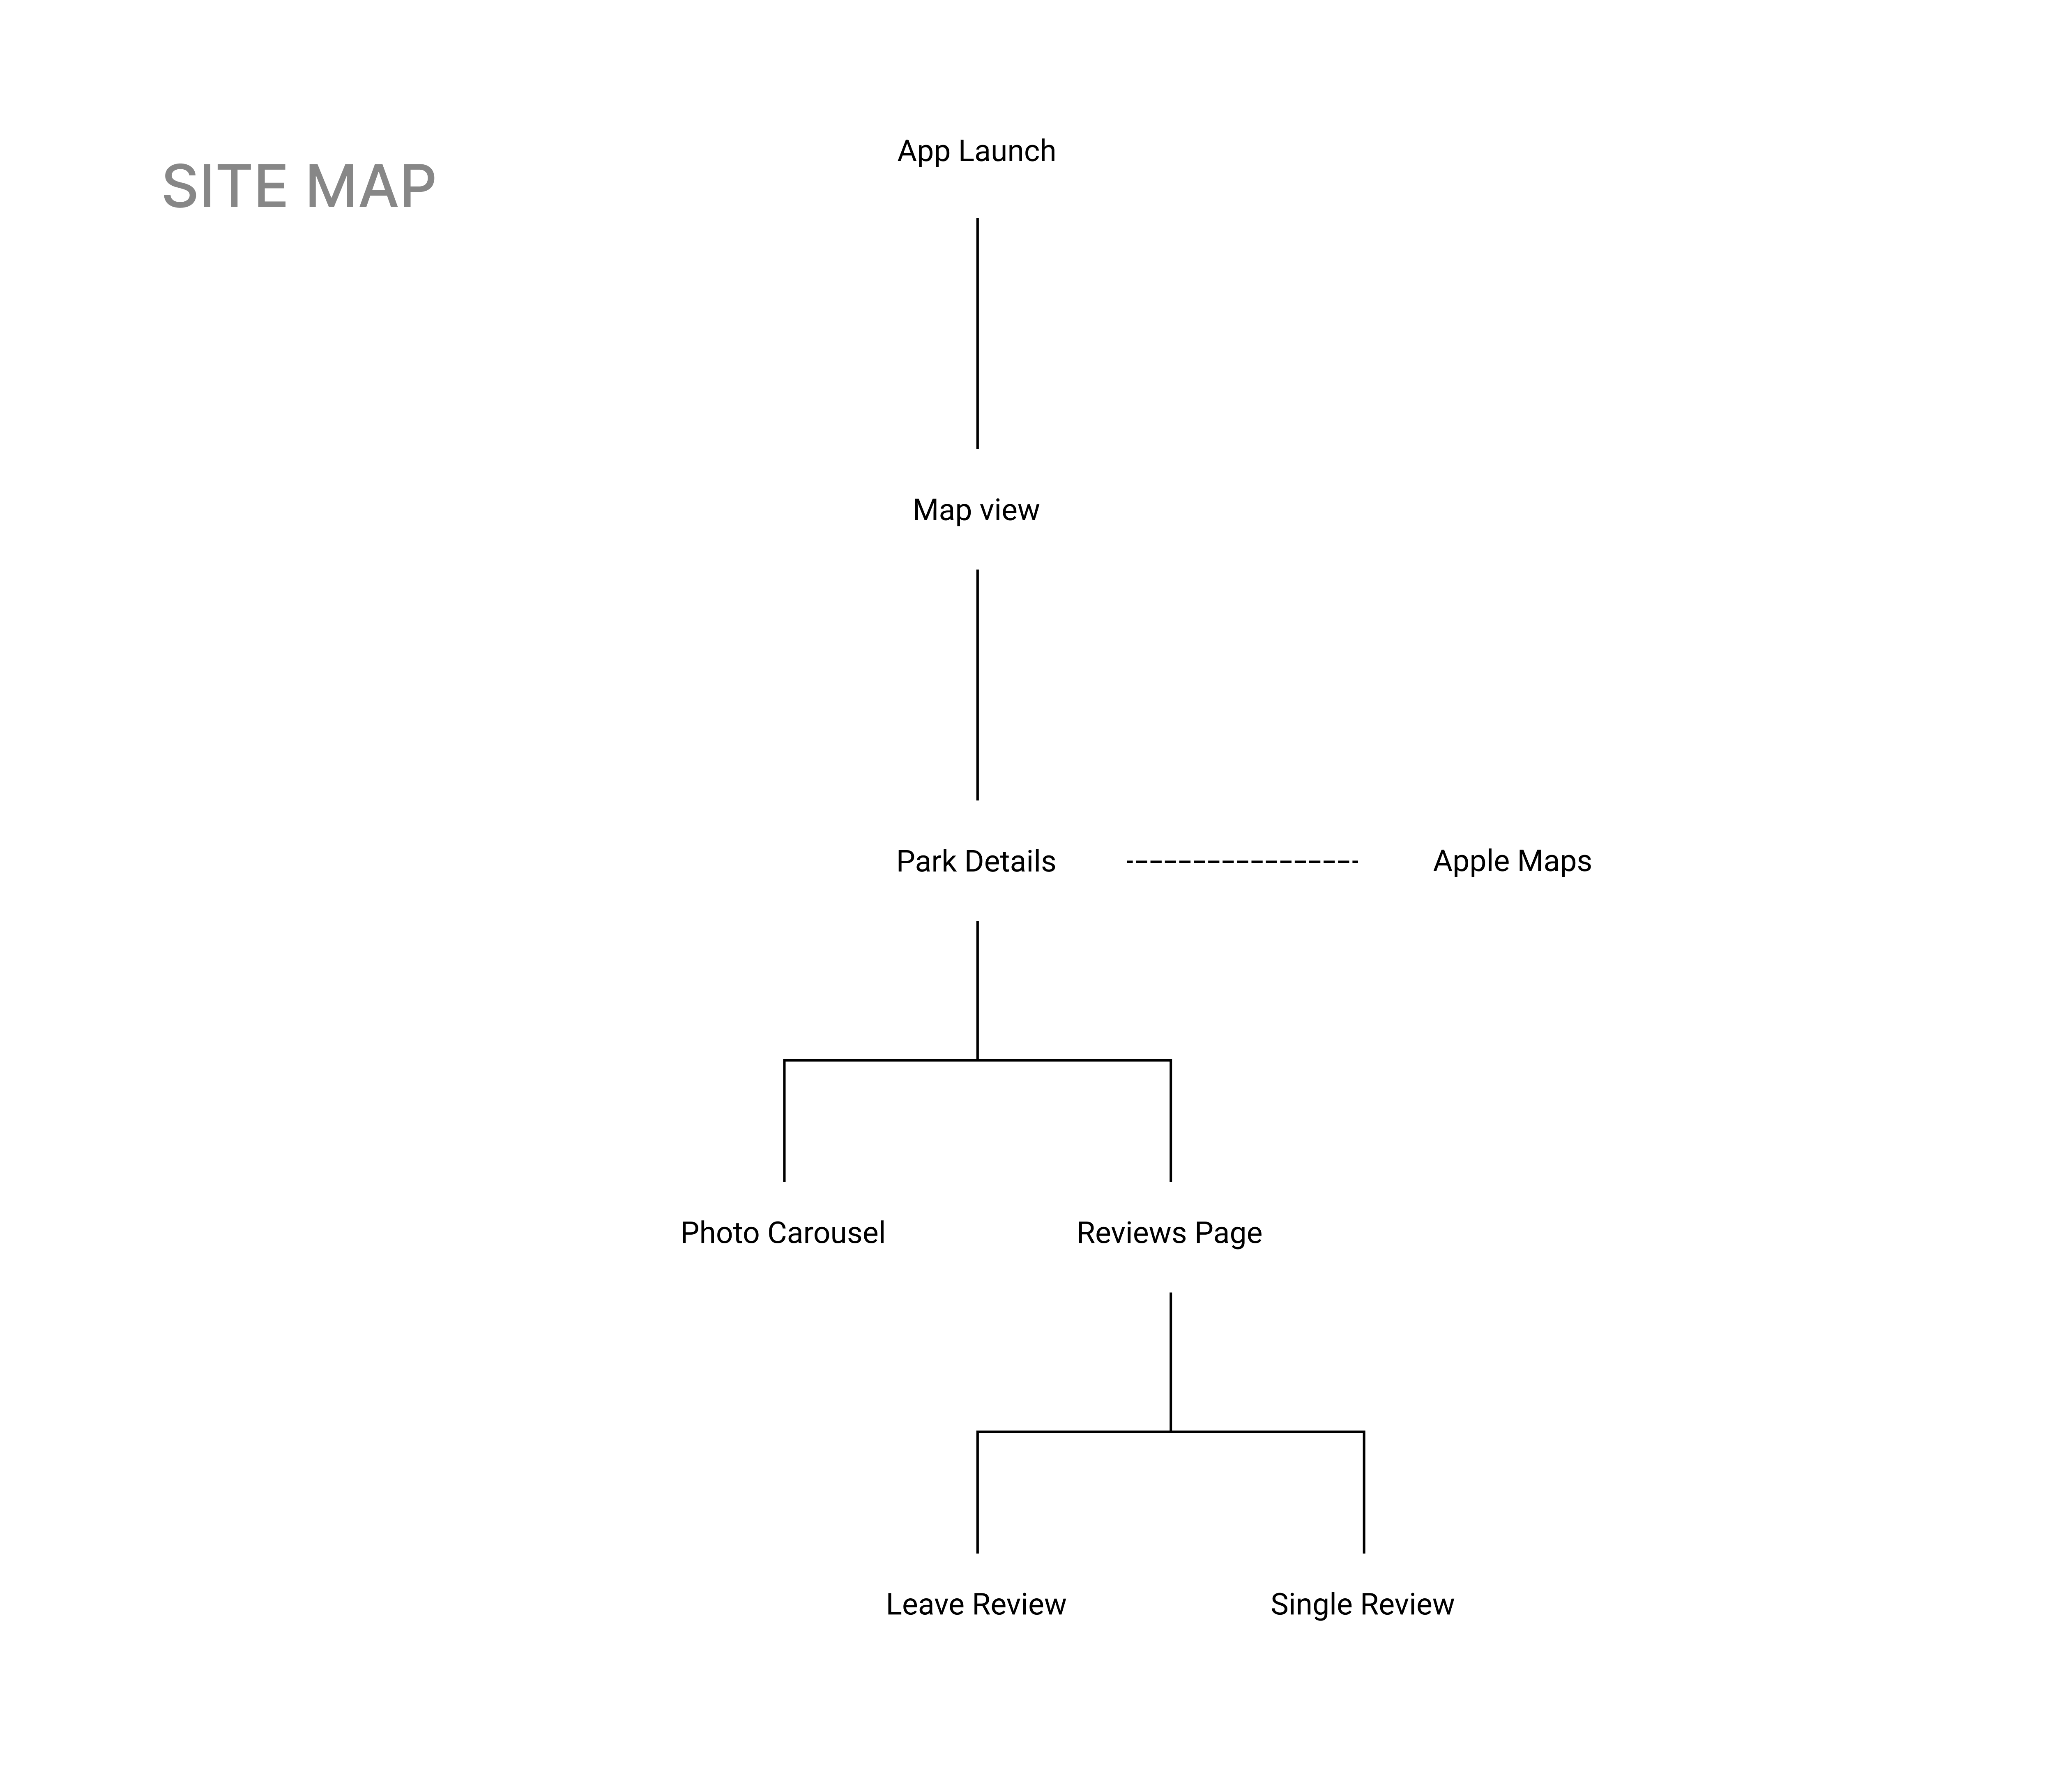 SITE MAP
App Launch
Map view
Park Details
Apple Maps
Photo Carousel
Reviews Page
Leave Review
Single Review